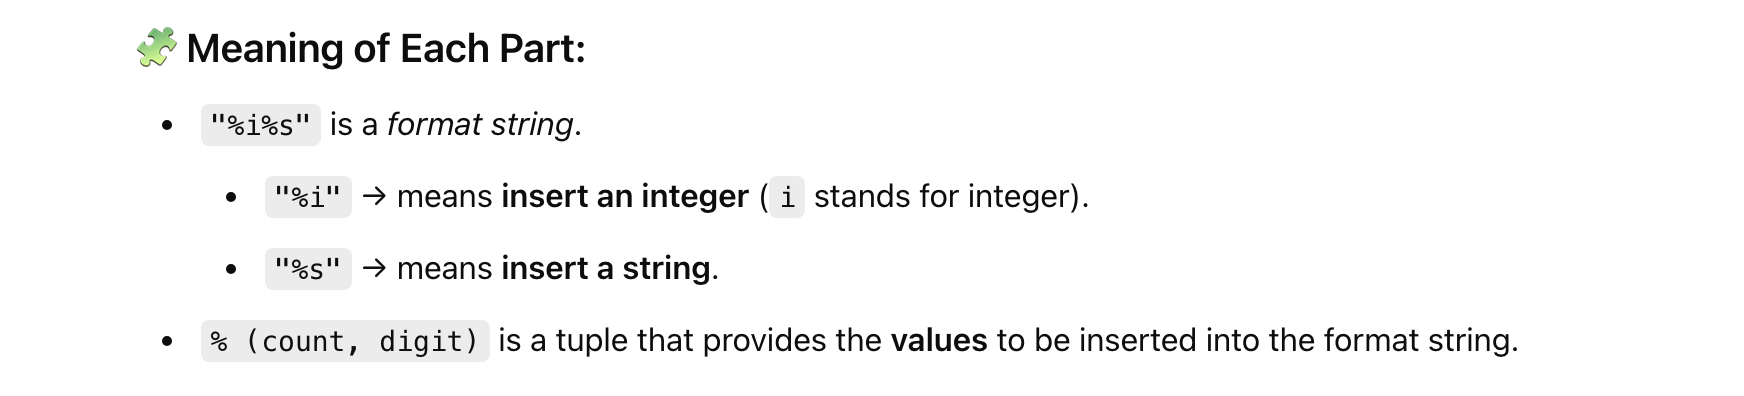 🧩 Meaning of Each Part:
• "%i%s" is a format string.
• "%i" → means insert an integer (i stands for integer).
• "%s" → means insert a string.
• % (count, digit) is a tuple that provides the values to be inserted into the format string.